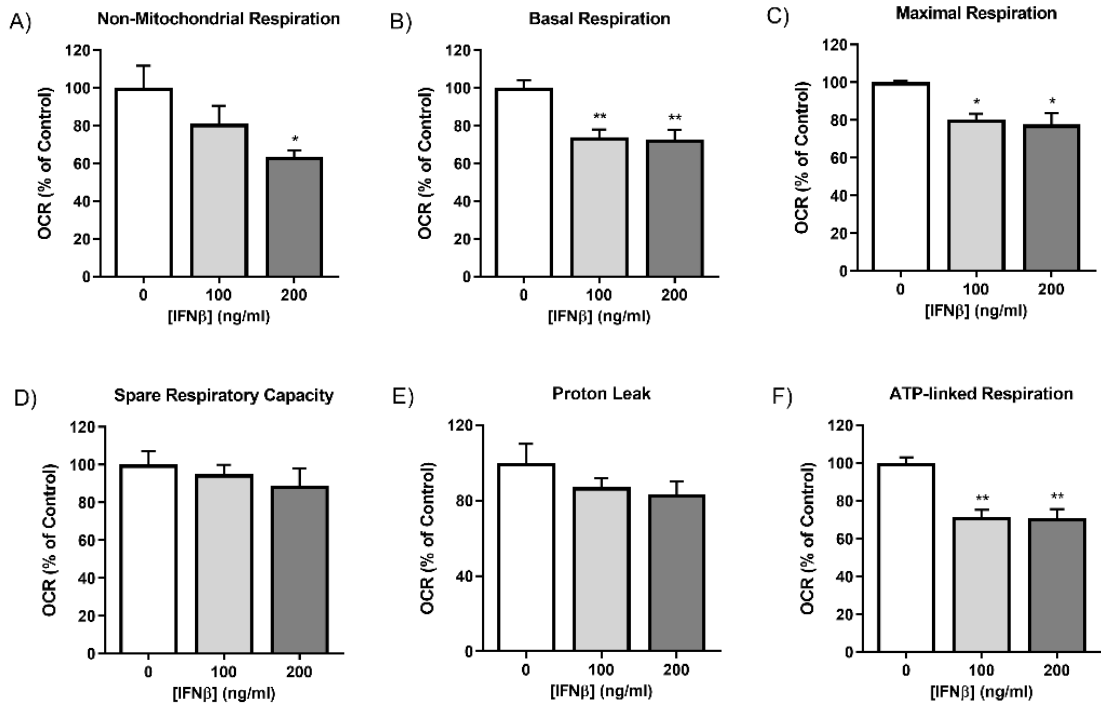 A)
Non-Mitochondrial Respiration
OCR (% of Control)
120
100
80
60
40
20
0
*
0 100 200
[IFNβ] (ng/ml)
B)
Basal Respiration
OCR (% of Control)
120
100
80
60
40
20
0
** **
0 100 200
[IFNβ] (ng/ml)
C)
Maximal Respiration
OCR (% of Control)
120
100
80
60
40
20
0
* *
0 100 200
[IFNβ] (ng/ml)
D)
Spare Respiratory Capacity
OCR (% of Control)
120
100
80
60
40
20
0
0 100 200
[IFNβ] (ng/ml)
E)
Proton Leak
OCR (% of Control)
120
80
40
0
0 100 200
[IFNβ] (ng/ml)
F)
ATP-linked Respiration
OCR (% of Control)
120
100
80
60
40
20
0
** **
0 100 200
[IFNβ] (ng/ml)